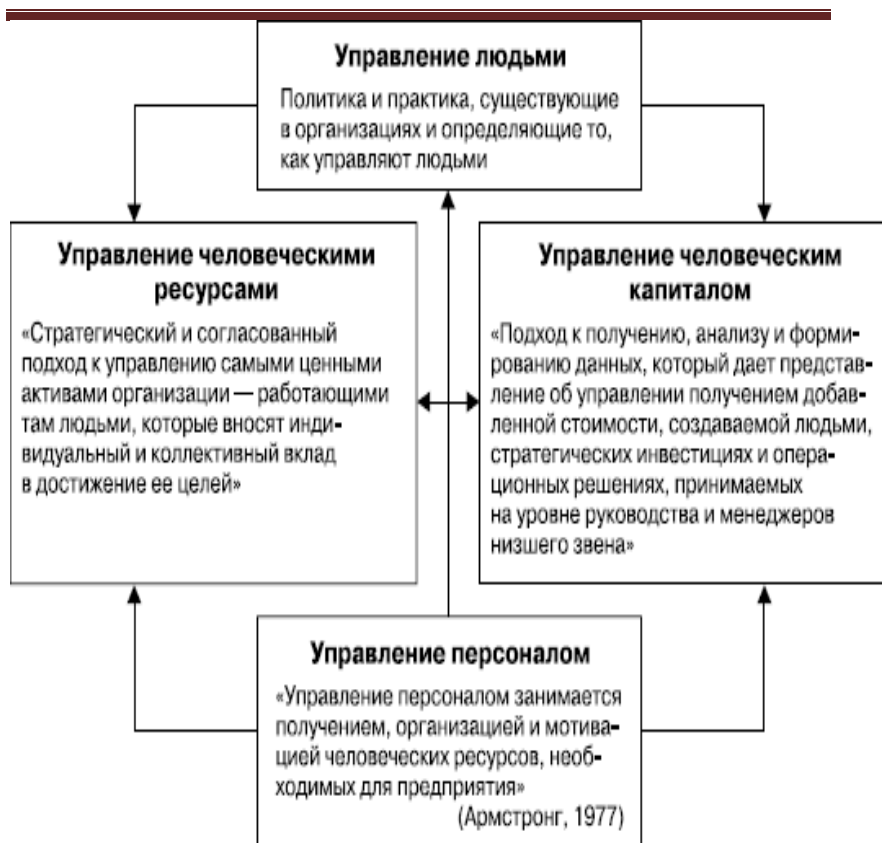 Управление людьми
Политика и практика, существующие
в организациях и определяющие то,
как управляют людьми
Управление человеческими
ресурсами
«Стратегический и согласованный
подход к управлению самыми ценными
активами организации — работающими
там людьми, которые вносят инди-
видуальный и коллективный вклад
в достижение ее целей»
Управление человеческим
капиталом
«Подход к получению, анализу и форми-
рованию данных, который дает представ-
ление об управлении получением добав-
ленной стоимости, создаваемой людьми,
стратегических инвестициях и опера-
ционных решениях, принимаемых
на уровне руководства и менеджеров
низшего звена»
Управление персоналом
«Управление персоналом занимается
получением, организацией и мотива-
цией человеческих ресурсов, необ-
ходимых для предприятия»
(Армстронг, 1977)